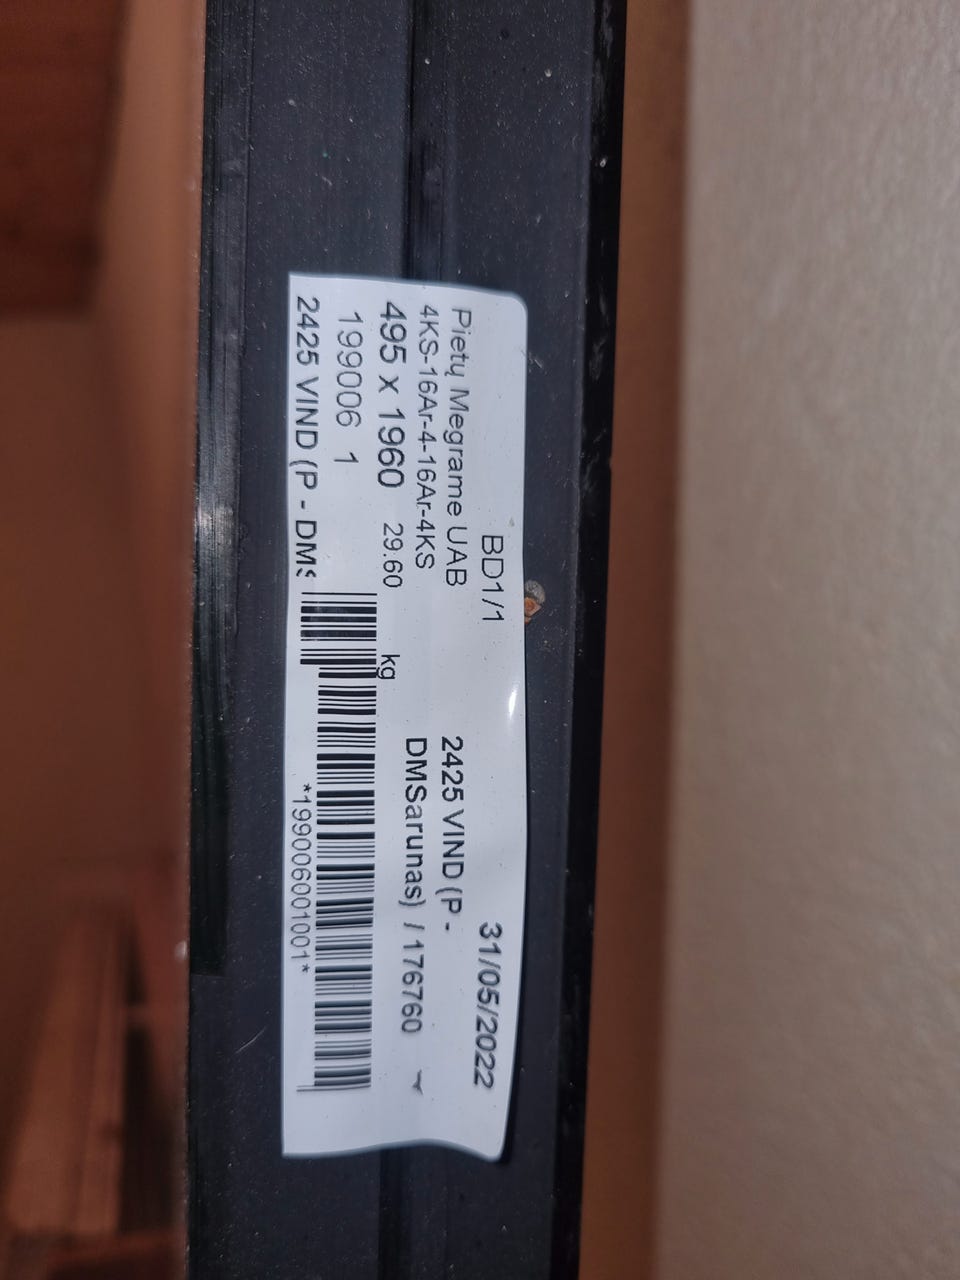 BD1/1 31/05/2022
Pietų Megrame UAB
4KS-16Ar-4-16Ar-4KS
2425 VIND (P -
DMSarunas) / 176760
495 x 1960 29.60 kg
199006 1
2425 VIND (P - DMS
*199006001001*